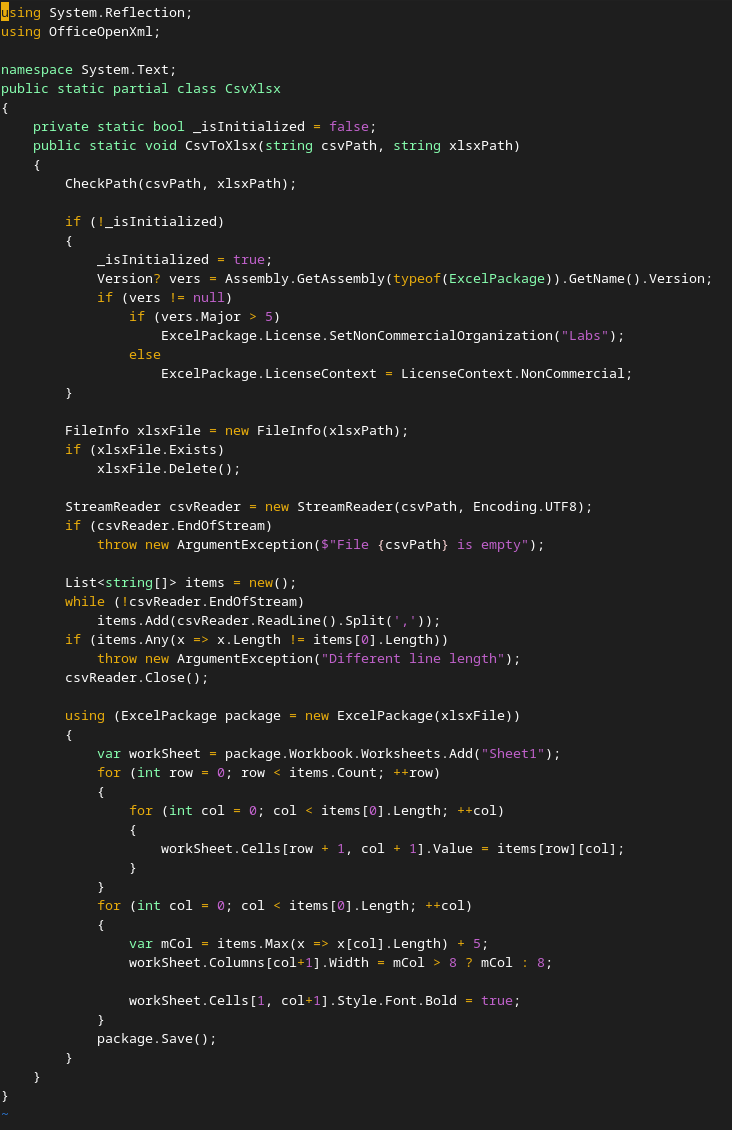 using System.Reflection;
using OfficeOpenXml;

namespace System.Text;
public static partial class CsvXlsx
{
    private static bool _isInitialized = false;
    public static void CsvToXlsx(string csvPath, string xlsxPath)
    {
        CheckPath(csvPath, xlsxPath);

        if (!_isInitialized)
        {
            _isInitialized = true;
            Version? vers = Assembly.GetAssembly(typeof(ExcelPackage)).GetName().Version;
            if (vers != null)
                if (vers.Major > 5)
                    ExcelPackage.License.SetNonCommercialOrganization("Labs");
                else
                    ExcelPackage.LicenseContext = LicenseContext.NonCommercial;
        }

        FileInfo xlsxFile = new FileInfo(xlsxPath);
        if (xlsxFile.Exists)
            xlsxFile.Delete();

        StreamReader csvReader = new StreamReader(csvPath, Encoding.UTF8);
        if (csvReader.EndOfStream)
            throw new ArgumentException($"File {csvPath} is empty");

        List<string[]> items = new();
        while (!csvReader.EndOfStream)
            items.Add(csvReader.ReadLine().Split(','));
        if (items.Any(x => x.Length != items[0].Length))
            throw new ArgumentException("Different line length");
        csvReader.Close();

        using (ExcelPackage package = new ExcelPackage(xlsxFile))
        {
            var workSheet = package.Workbook.Worksheets.Add("Sheet1");
            for (int row = 0; row < items.Count; ++row)
            {
                for (int col = 0; col < items[0].Length; ++col)
                {
                    workSheet.Cells[row + 1, col + 1].Value = items[row][col];
                }
            }
            for (int col = 0; col < items[0].Length; ++col)
            {
                var mCol = items.Max(x => x[col].Length) + 5;
                workSheet.Columns[col+1].Width = mCol > 8 ? mCol : 8;

                workSheet.Cells[1, col+1].Style.Font.Bold = true;
            }
            package.Save();
        }
    }
}
~